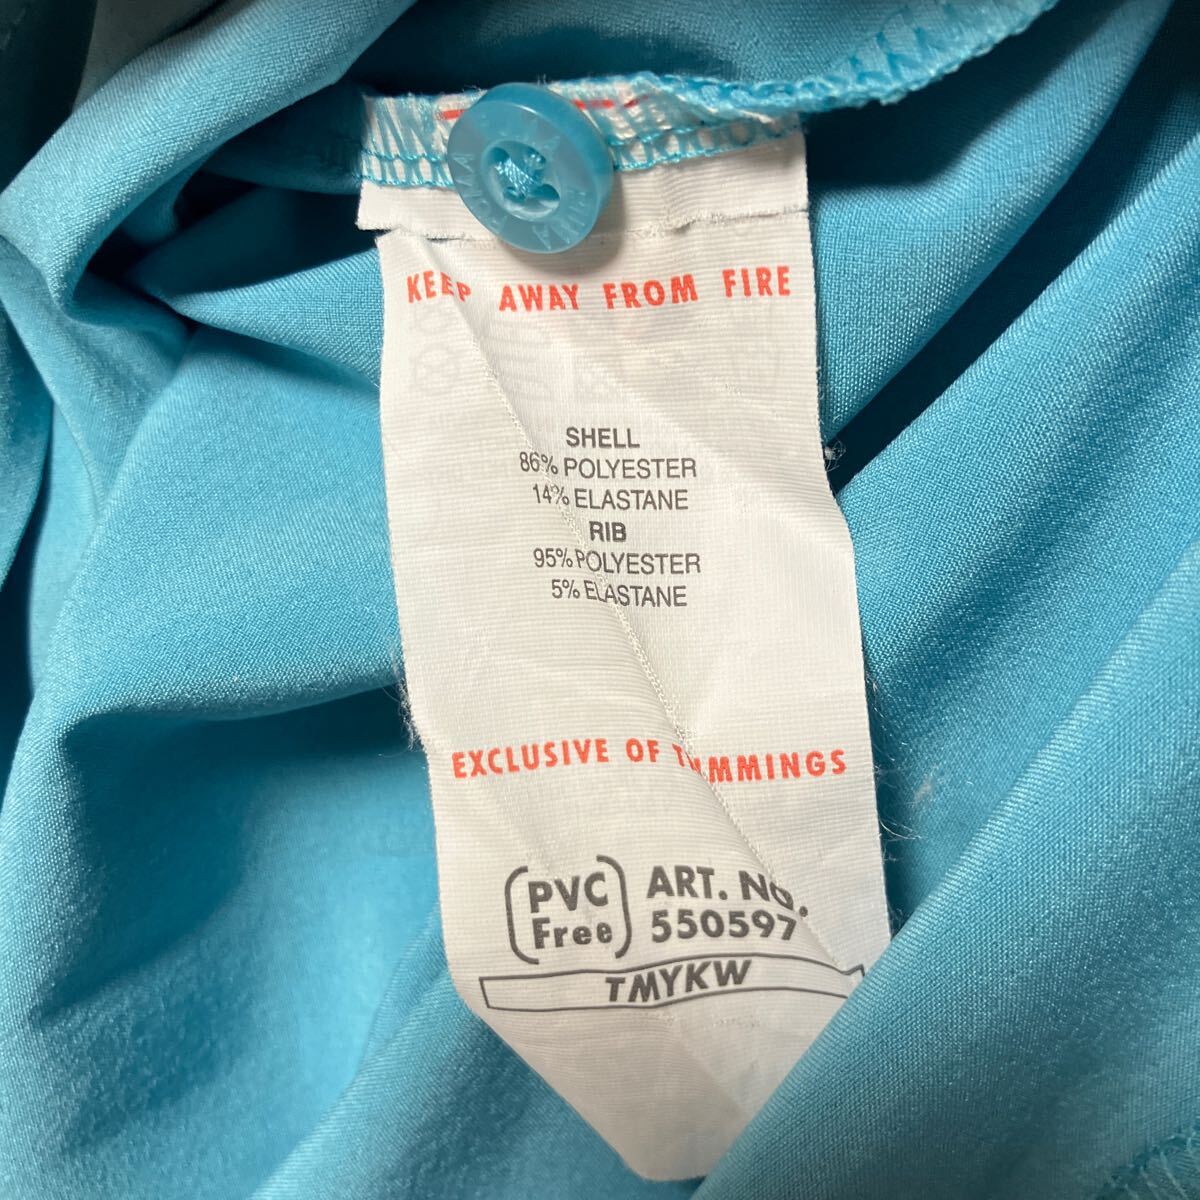 KEEP AWAY FROM FIRE
SHELL
86% POLYESTER
14% ELASTANE
RIB
95% POLYESTER
5% ELASTANE
EXCLUSIVE OF TRIMMINGS
(PVC Free) ART. NO.
550597
TMYKW